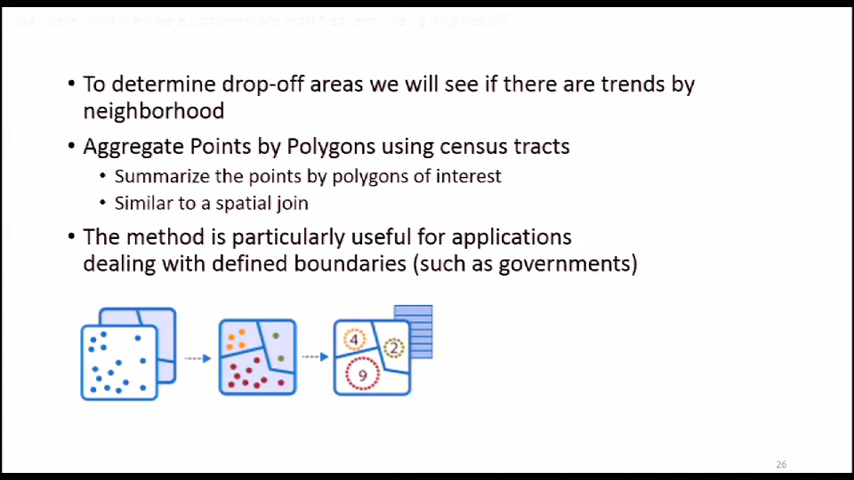 • To determine drop-off areas we will see if there are trends by
neighborhood
• Aggregate Points by Polygons using census tracts
• Summarize the points by polygons of interest
• Similar to a spatial join
• The method is particularly useful for applications
dealing with defined boundaries (such as governments)
4
2
9
26